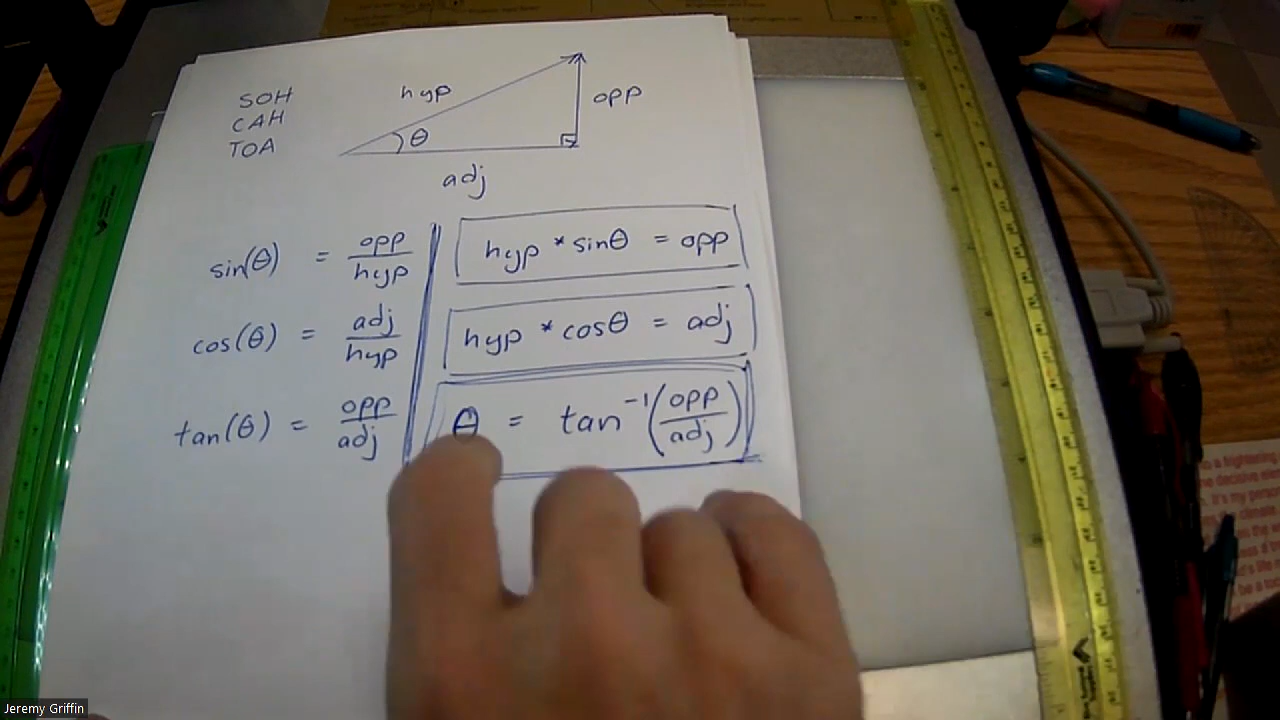 SOH
CAH
TOA
hyp
opp
θ
adj
sin(θ) = opp/hyp
hyp * sinθ = opp
cos(θ) = adj/hyp
hyp * cosθ = adj
tan(θ) = opp/adj
θ = tan⁻¹(opp/adj)
Jeremy Griffin